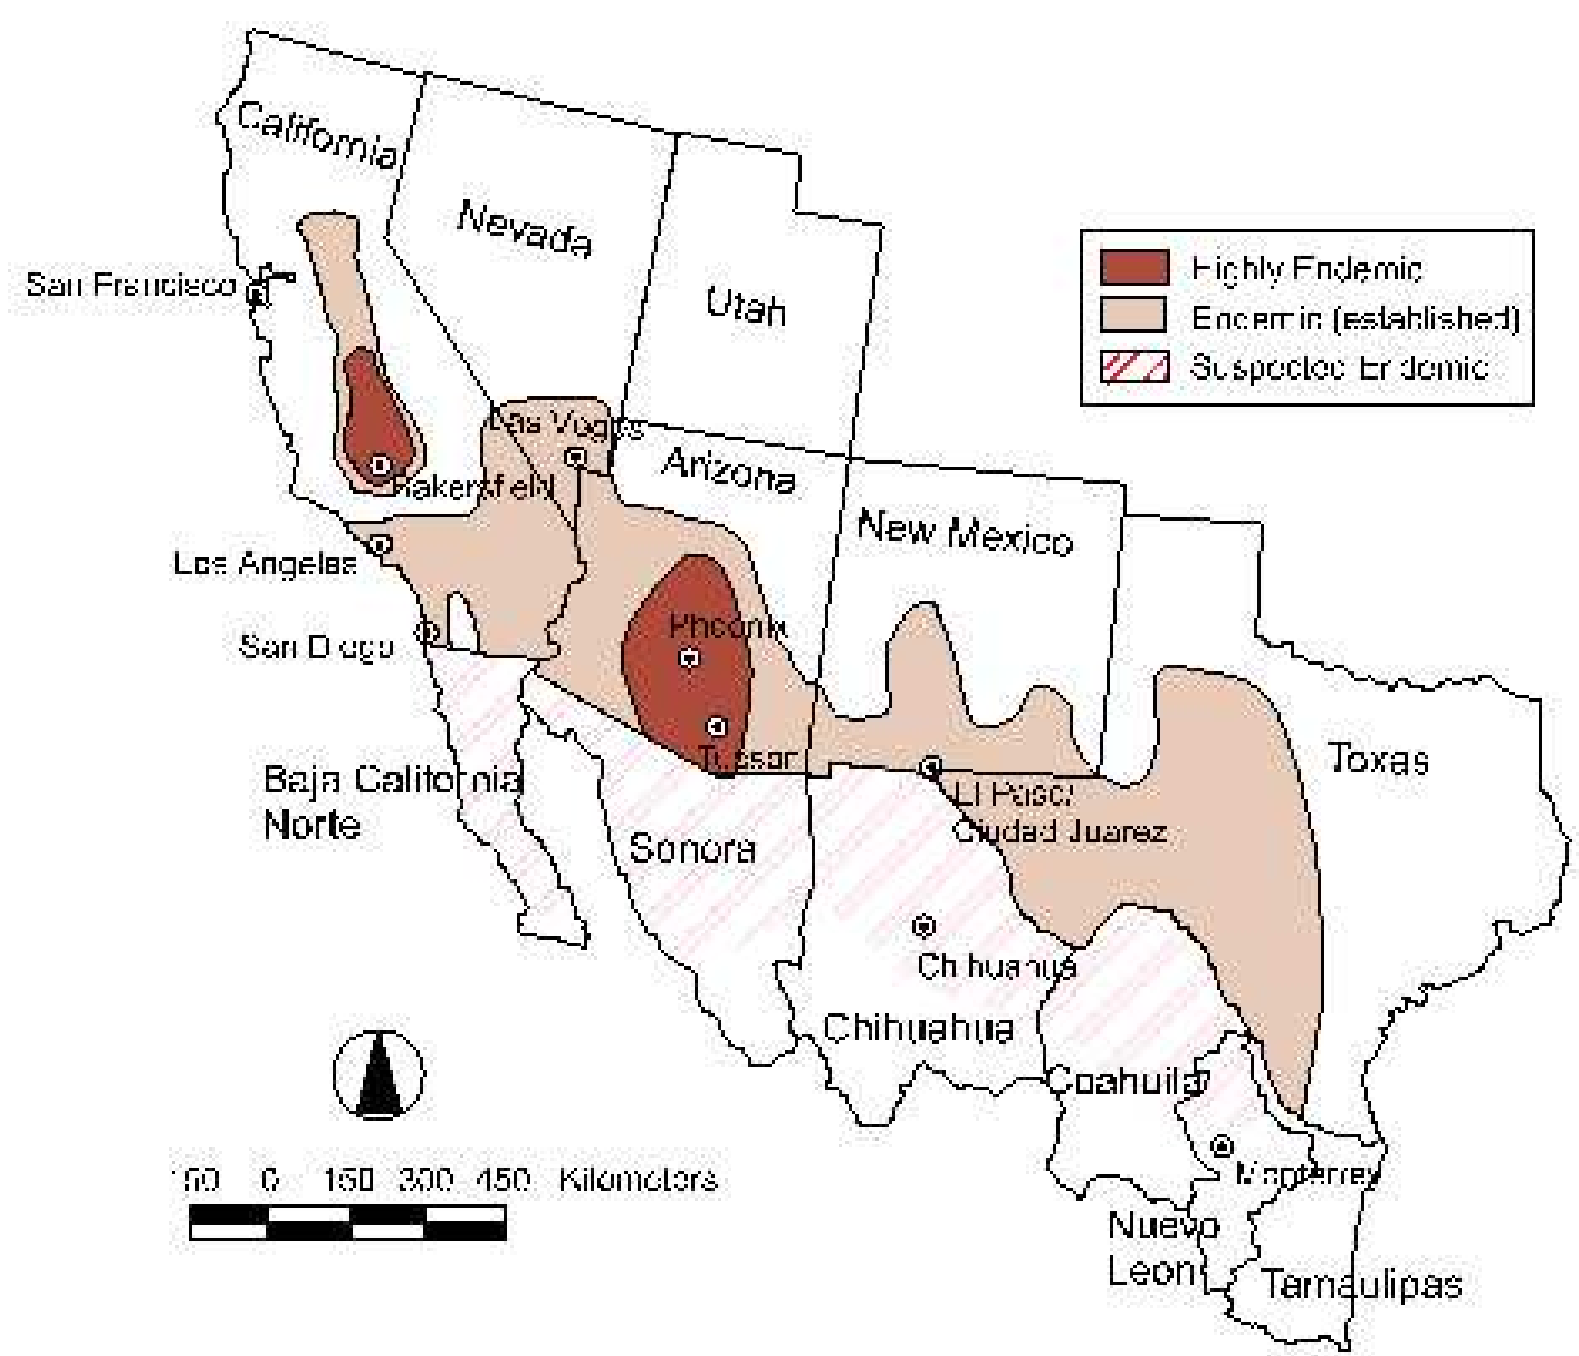 California
Nevada
San Francisco
Utah
Highly Endemic
Endemic (established)
Suspected Endemic
Las Vegas
Arizona
Bakersfield
New Mexico
Los Angeles
Phoenix
San Diego
Tucson
Texas
Baja California
Norte
El Paso/
Ciudad Juarez
Sonora
Chihuahua
Chihuahua
Coahuila
150 0 150 300 450 Kilometers
Monterrey
Nuevo
Leon
Tamaulipas